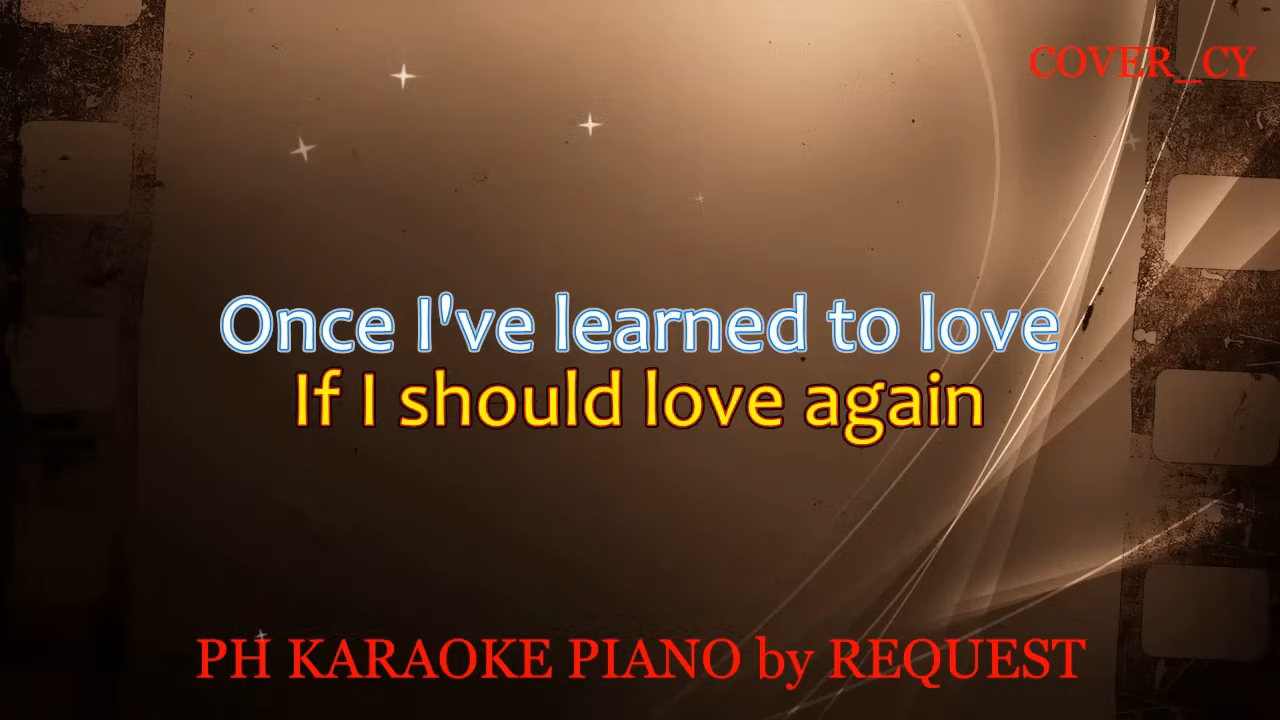 COVER_CY
Once I've learned to love
If I should love again
PH KARAOKE PIANO by REQUEST